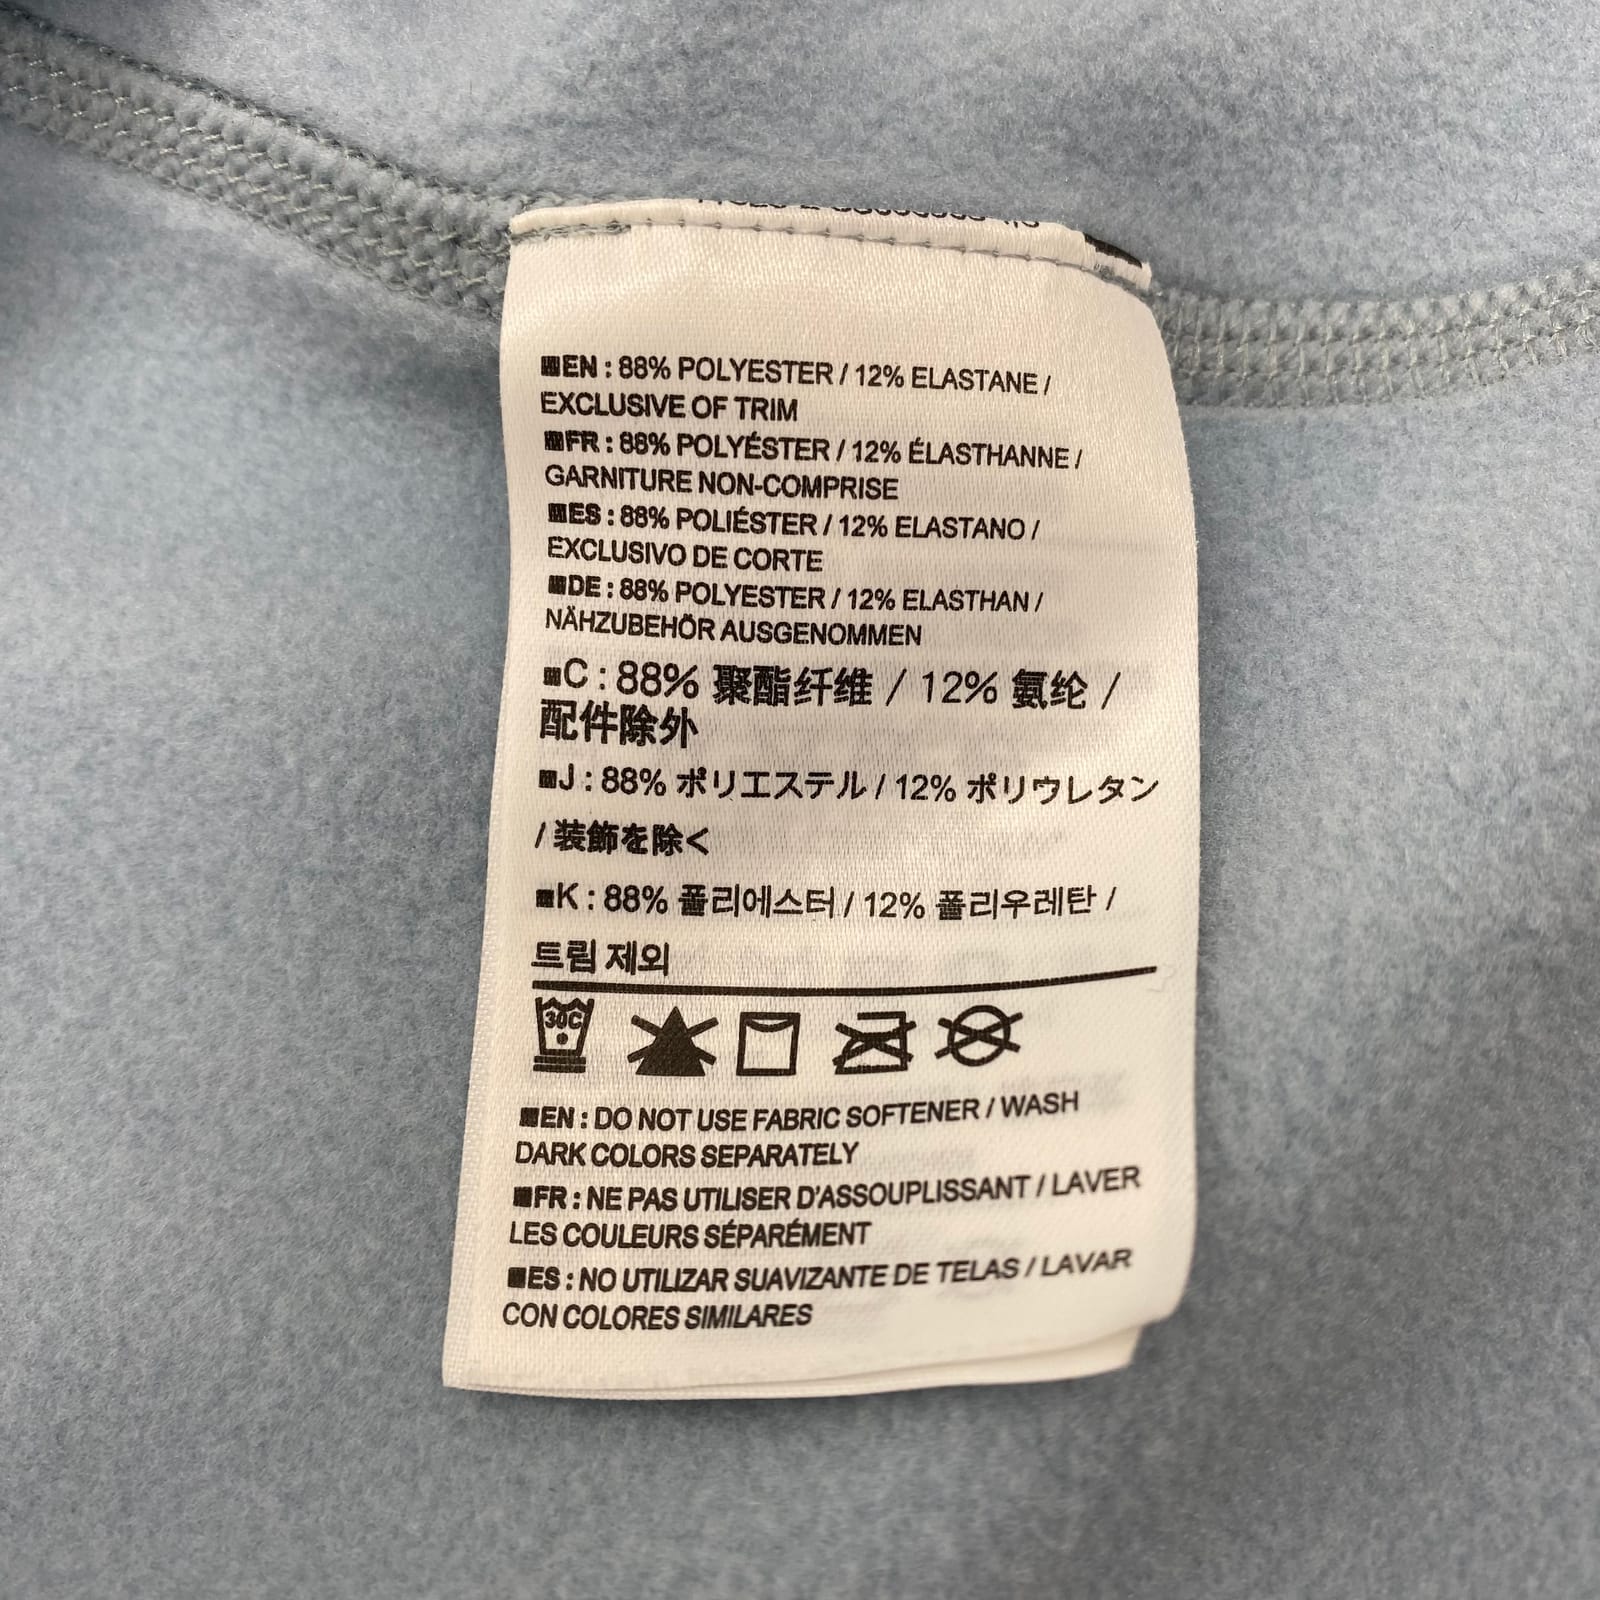 EN : 88% POLYESTER / 12% ELASTANE /
EXCLUSIVE OF TRIM
FR : 88% POLYÉSTER / 12% ÉLASTHANNE /
GARNITURE NON-COMPRISE
ES : 88% POLIÉSTER / 12% ELASTANO /
EXCLUSIVO DE CORTE
DE : 88% POLYESTER / 12% ELASTHAN /
NÄHZUBEHÖR AUSGENOMMEN
C : 88% 聚酯纤维 / 12% 氨纶 /
配件除外
J : 88% ポリエステル / 12% ポリウレタン
/ 装飾を除く
K : 88% 폴리에스터 / 12% 폴리우레탄 /
트림 제외
30C
EN : DO NOT USE FABRIC SOFTENER / WASH
DARK COLORS SEPARATELY
FR : NE PAS UTILISER D'ASSOUPLISSANT / LAVER
LES COULEURS SÉPARÉMENT
ES : NO UTILIZAR SUAVIZANTE DE TELAS / LAVAR
CON COLORES SIMILARES